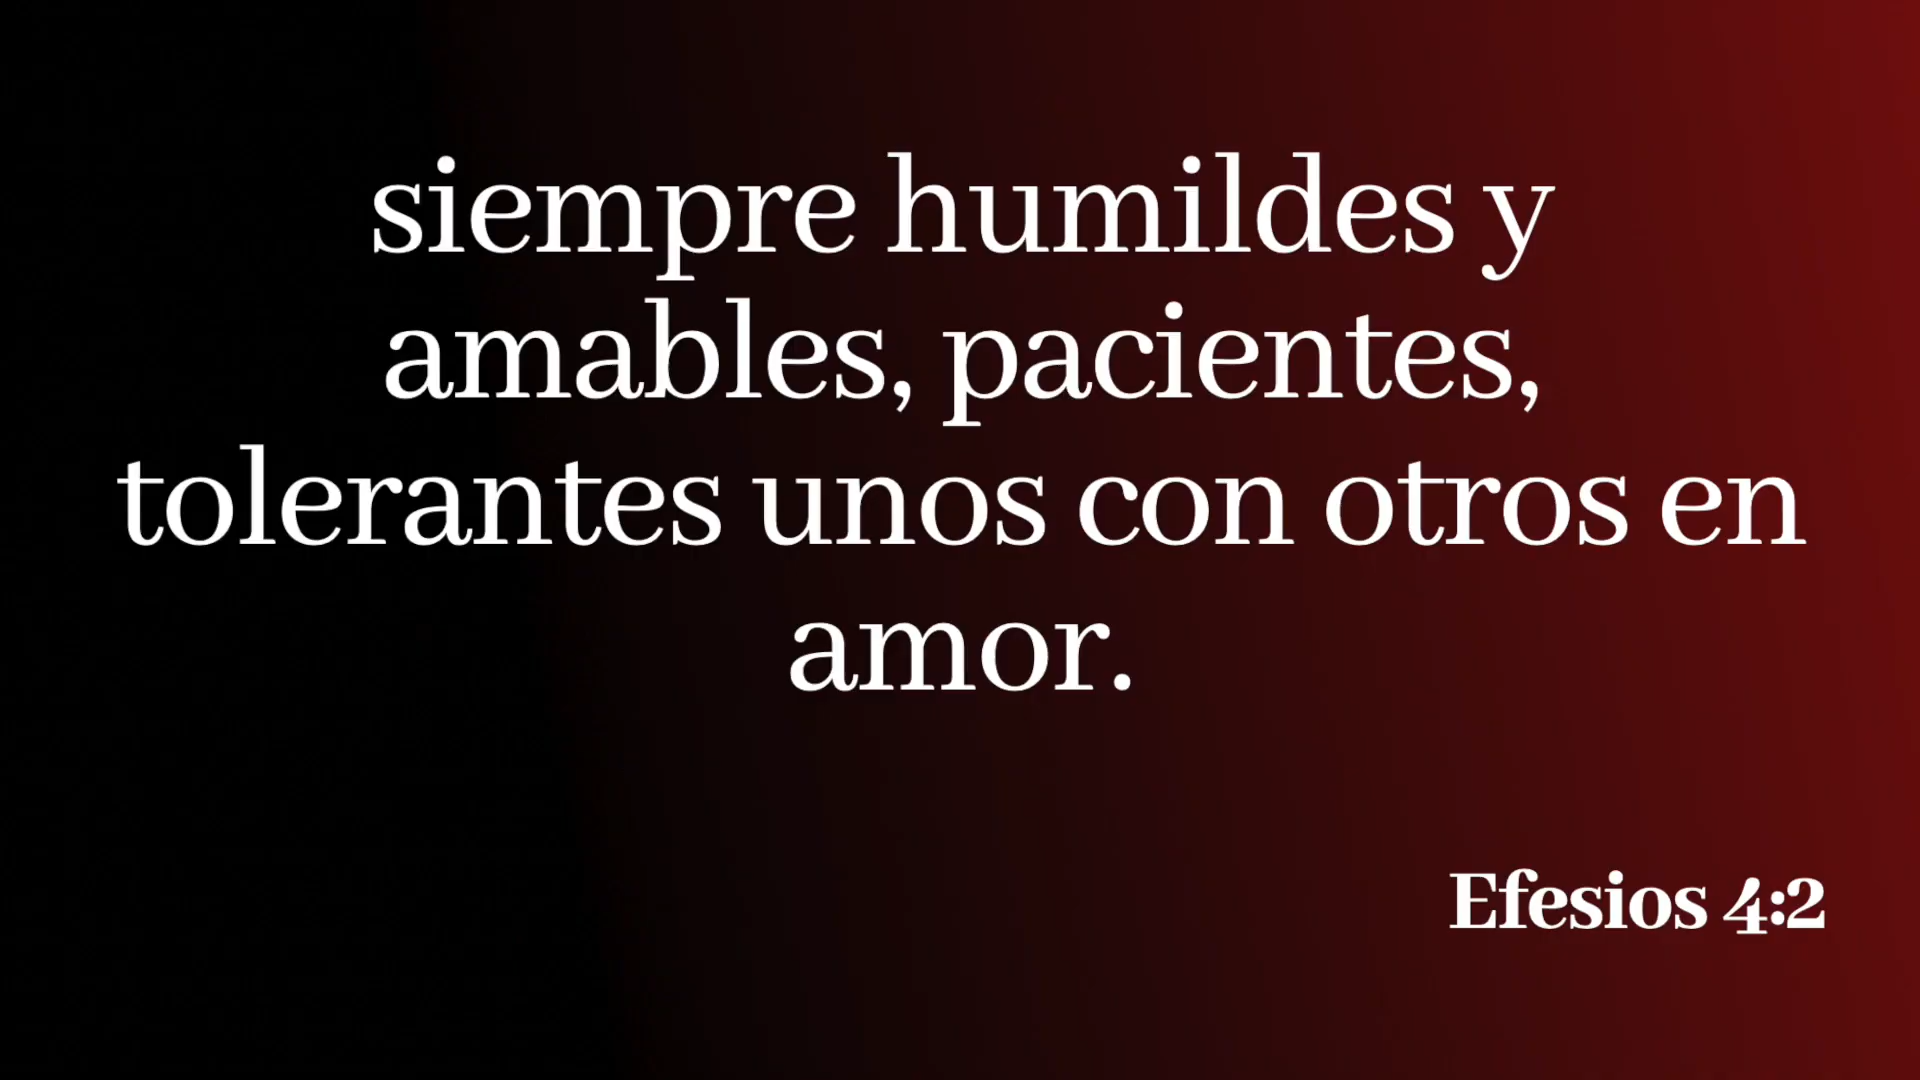 siempre humildes y
amables, pacientes,
tolerantes unos con otros en
amor.
Efesios 4:2